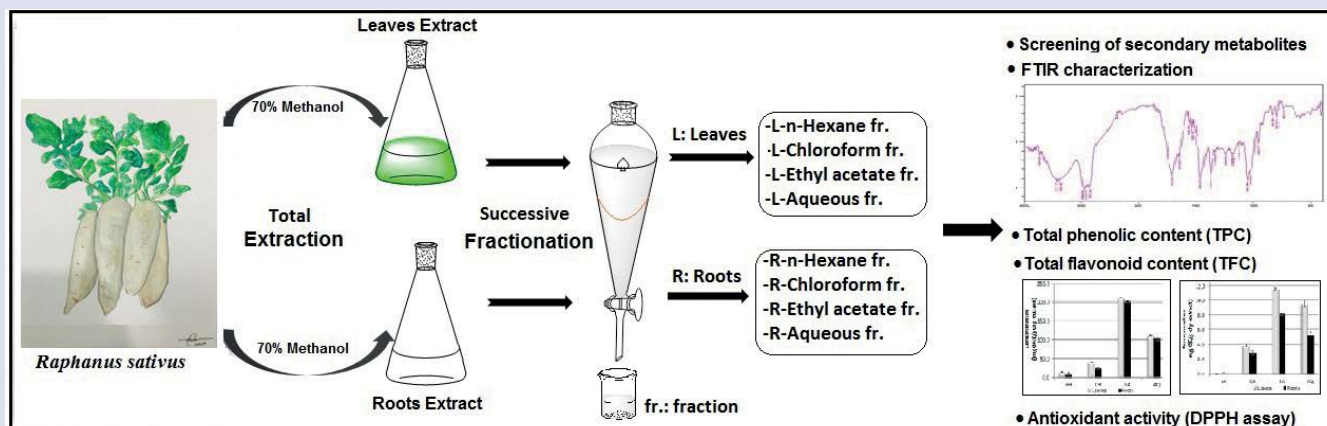 Leaves Extract
70% Methanol
Raphanus sativus
Total
Extraction
70% Methanol
Roots Extract
Successive
Fractionation
fr.: fraction
L: Leaves
-L-n-Hexane fr.
-L-Chloroform fr.
-L-Ethyl acetate fr.
-L-Aqueous fr.
R: Roots
-R-n-Hexane fr.
-R-Chloroform fr.
-R-Ethyl acetate fr.
-R-Aqueous fr.
• Screening of secondary metabolites
• FTIR characterization
• Total phenolic content (TPC)
• Total flavonoid content (TFC)
• Antioxidant activity (DPPH assay)